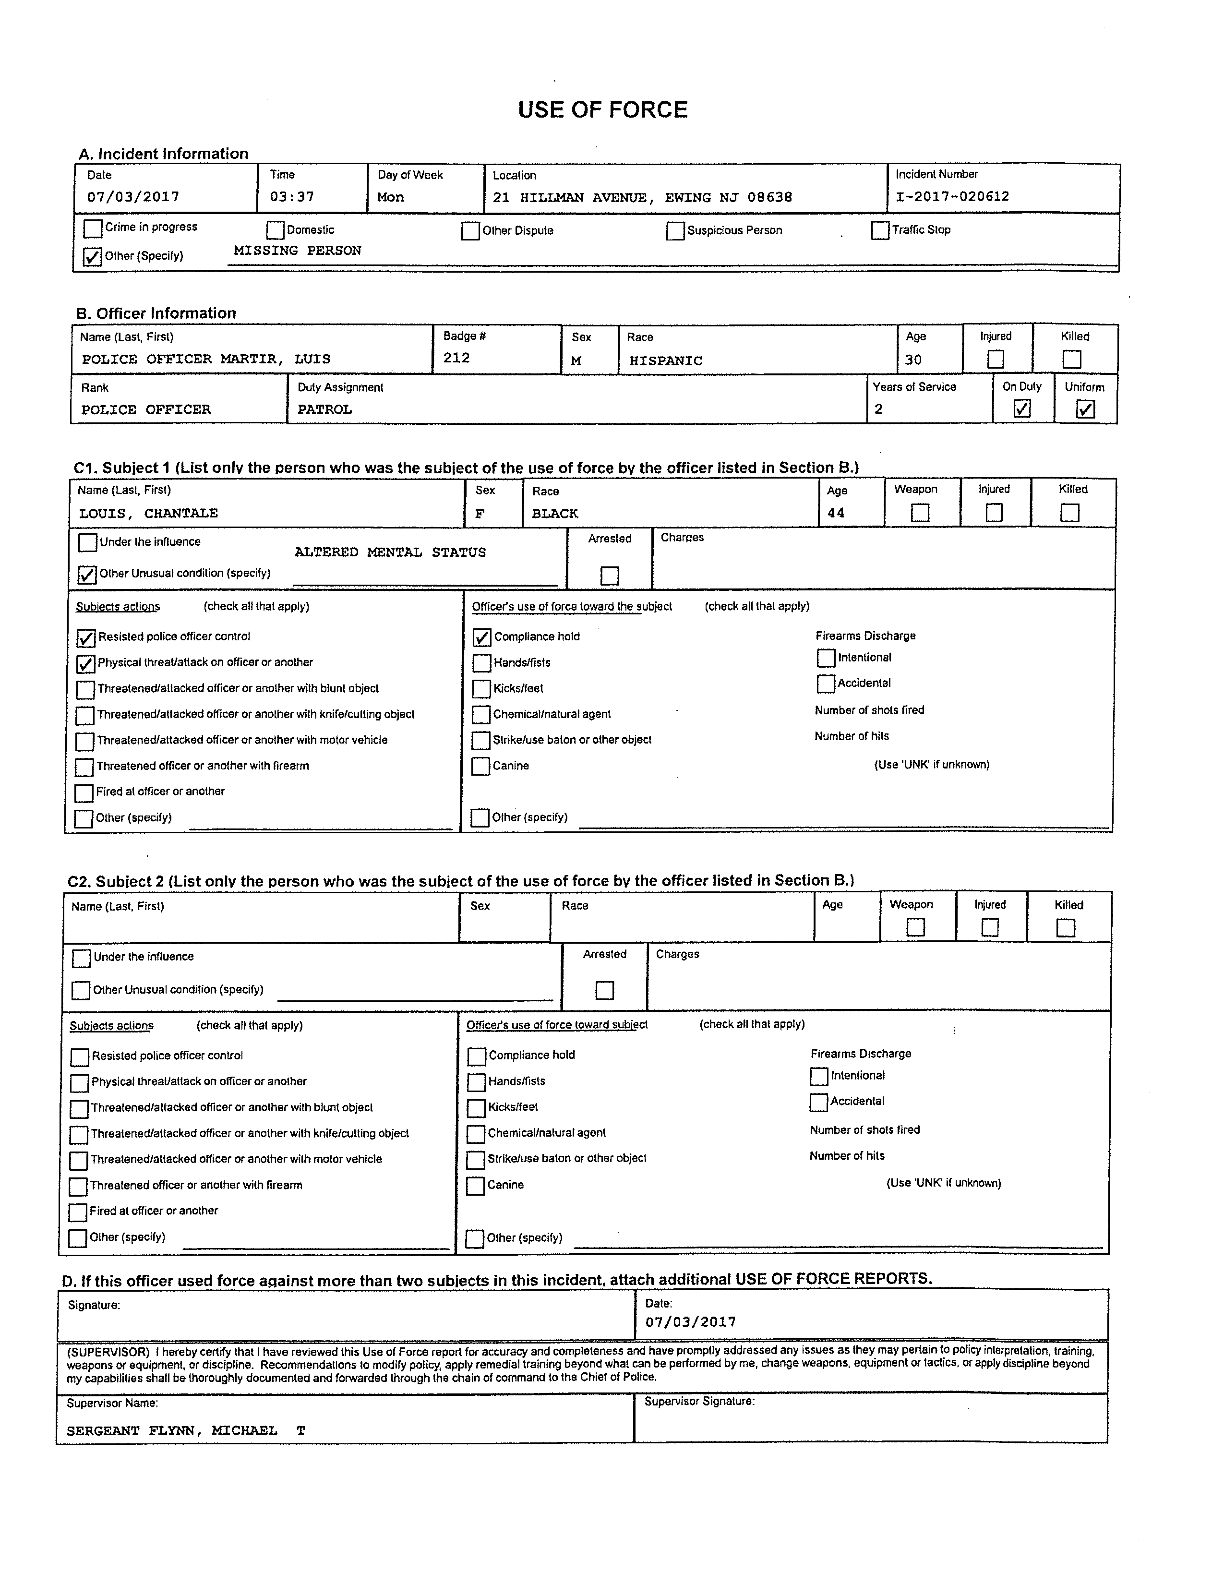 USE OF FORCE
A. Incident Information
Date Time Day of Week Location Incident Number
07/03/2017 03:37 Mon 21 HILLMAN AVENUE, EWING NJ 08638 I-2017-020612
Crime in progress Domestic Other Dispute Suspicious Person Traffic Stop
Other (Specify) MISSING PERSON
B. Officer Information
Name (Last, First) Badge # Sex Race Age Injured Killed
POLICE OFFICER MARTIR, LUIS 212 M HISPANIC 30
Rank Duty Assignment Years of Service On Duty Uniform
POLICE OFFICER PATROL 2
C1. Subject 1 (List only the person who was the subject of the use of force by the officer listed in Section B.)
Name (Last, First) Sex Race Age Weapon Injured Killed
LOUIS, CHANTALE F BLACK 44
Under the influence Arrested Charges
ALTERED MENTAL STATUS
Other Unusual condition (specify)
Subjects actions (check all that apply) Officer's use of force toward the subject (check all that apply)
Resisted police officer control Compliance hold Firearms Discharge
Physical threat/attack on officer or another Hands/fists Intentional
Threatened/attacked officer or another with blunt object Kicks/feet Accidental
Threatened/attacked officer or another with knife/cutting object Chemical/natural agent Number of shots fired
Threatened/attacked officer or another with motor vehicle Strike/use baton or other object Number of hits
Threatened officer or another with firearm Canine (Use 'UNK' if unknown)
Fired at officer or another
Other (specify) Other (specify)
C2. Subject 2 (List only the person who was the subject of the use of force by the officer listed in Section B.)
Name (Last, First) Sex Race Age Weapon Injured Killed
Under the influence Arrested Charges
Other Unusual condition (specify)
Subjects actions (check all that apply) Officer's use of force toward subject (check all that apply)
Resisted police officer control Compliance hold Firearms Discharge
Physical threat/attack on officer or another Hands/fists Intentional
Threatened/attacked officer or another with blunt object Kicks/feet Accidental
Threatened/attacked officer or another with knife/cutting object Chemical/natural agent Number of shots fired
Threatened/attacked officer or another with motor vehicle Strike/use baton or other object Number of hits
Threatened officer or another with firearm Canine (Use 'UNK' if unknown)
Fired at officer or another
Other (specify) Other (specify)
D. If this officer used force against more than two subjects in this incident, attach additional USE OF FORCE REPORTS.
Signature: Date:
07/03/2017
(SUPERVISOR) I hereby certify that I have reviewed this Use of Force report for accuracy and completeness and have promptly addressed any issues as they may pertain to policy interpretation, training,
weapons or equipment, or discipline. Recommendations to modify policy, apply remedial training beyond what can be performed by me, change weapons, equipment or tactics, or apply discipline beyond
my capabilities shall be thoroughly documented and forwarded through the chain of command to the Chief of Police.
Supervisor Name: Supervisor Signature:
SERGEANT FLYNN, MICHAEL T